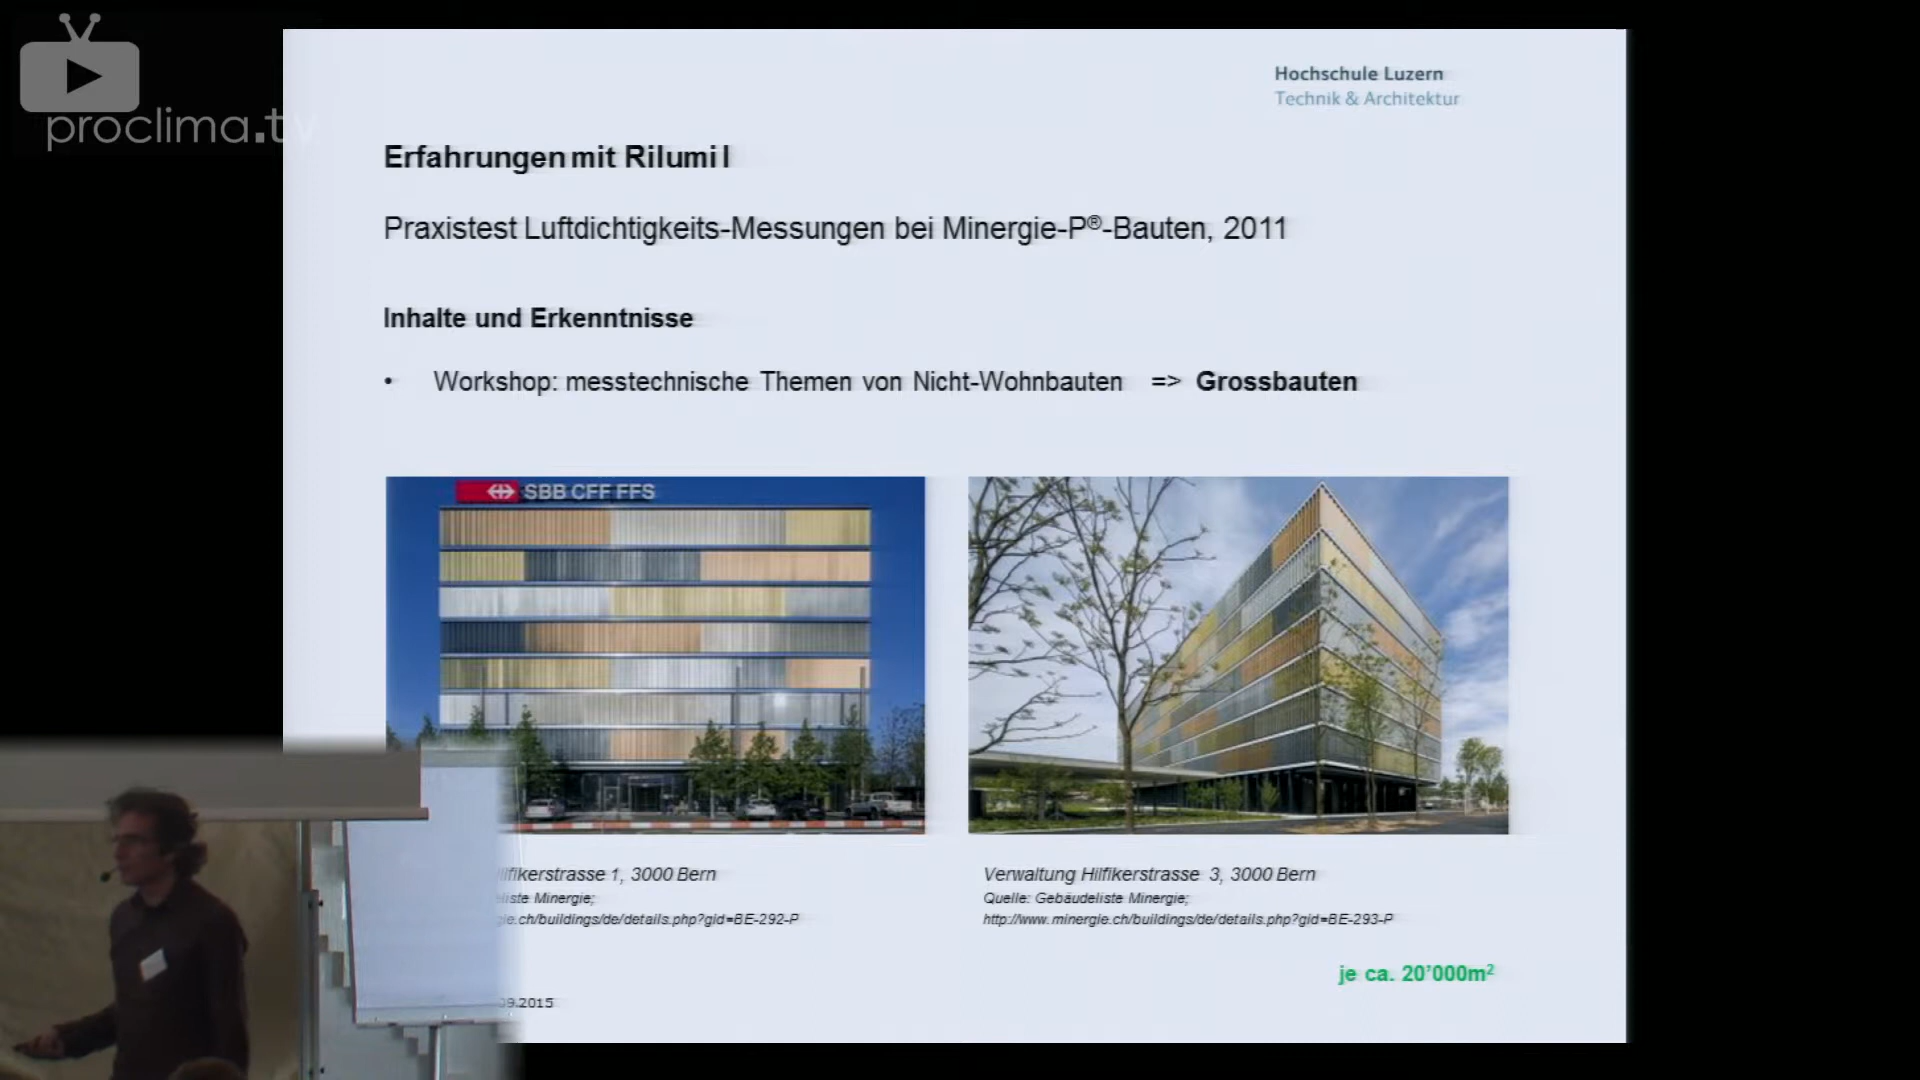 proclima.tv
Hochschule Luzern
Technik & Architektur
Erfahrungen mit Rilumi I
Praxistest Luftdichtigkeits-Messungen bei Minergie-P®-Bauten, 2011
Inhalte und Erkenntnisse
• Workshop: messtechnische Themen von Nicht-Wohnbauten => Grossbauten
SBB CFF FFS
1, 3000 Bern
Minergie;
Verwaltung Hilfikerstrasse 3, 3000 Bern
Quelle: Gebäudeliste Minergie;
http://www.minergie.ch/buildings/de/details.php?gid=BE-293-P
.ch/buildings/de/details.php?gid=BE-292-P
je ca. 20'000m²
09.2015